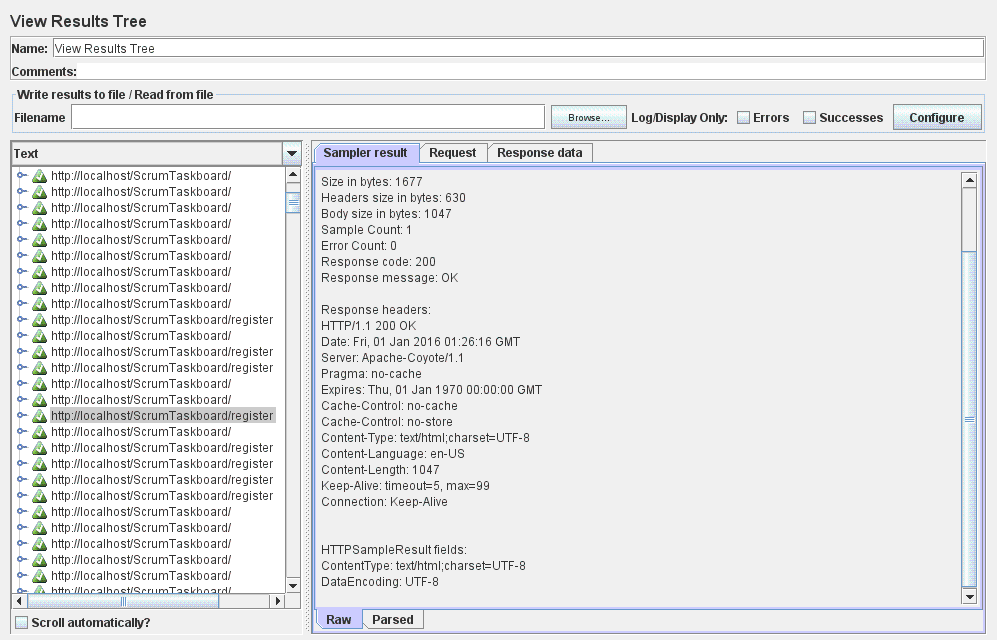 View Results Tree
Name: View Results Tree
Comments:
Write results to file / Read from file
Filename Browse... Log/Display Only: Errors Successes Configure
Text
http://localhost/ScrumTaskboard/
http://localhost/ScrumTaskboard/
http://localhost/ScrumTaskboard/
http://localhost/ScrumTaskboard/
http://localhost/ScrumTaskboard/
http://localhost/ScrumTaskboard/
http://localhost/ScrumTaskboard/
http://localhost/ScrumTaskboard/
http://localhost/ScrumTaskboard/
http://localhost/ScrumTaskboard/register
http://localhost/ScrumTaskboard/
http://localhost/ScrumTaskboard/register
http://localhost/ScrumTaskboard/register
http://localhost/ScrumTaskboard/
http://localhost/ScrumTaskboard/
http://localhost/ScrumTaskboard/register
http://localhost/ScrumTaskboard/
http://localhost/ScrumTaskboard/register
http://localhost/ScrumTaskboard/register
http://localhost/ScrumTaskboard/register
http://localhost/ScrumTaskboard/register
http://localhost/ScrumTaskboard/
http://localhost/ScrumTaskboard/
http://localhost/ScrumTaskboard/
http://localhost/ScrumTaskboard/
http://localhost/ScrumTaskboard/
http://localhost/ScrumTaskboard/
Scroll automatically?
Sampler result Request Response data
Size in bytes: 1677
Headers size in bytes: 630
Body size in bytes: 1047
Sample Count: 1
Error Count: 0
Response code: 200
Response message: OK
Response headers:
HTTP/1.1 200 OK
Date: Fri, 01 Jan 2016 01:26:16 GMT
Server: Apache-Coyote/1.1
Pragma: no-cache
Expires: Thu, 01 Jan 1970 00:00:00 GMT
Cache-Control: no-cache
Cache-Control: no-store
Content-Type: text/html;charset=UTF-8
Content-Language: en-US
Content-Length: 1047
Keep-Alive: timeout=5, max=99
Connection: Keep-Alive
HTTPSampleResult fields:
ContentType: text/html;charset=UTF-8
DataEncoding: UTF-8
Raw Parsed